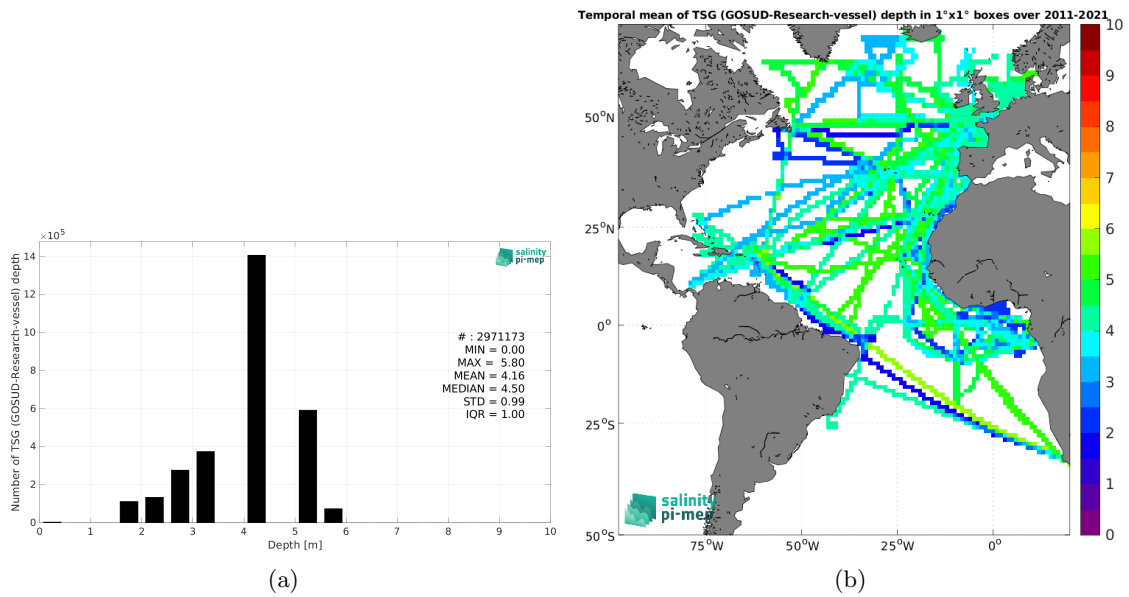 ×10⁵
14
12
10
8
6
4
2
0
Number of TSG (GOSUD-Research-vessel) depth
salinity
pi-mep
# : 2971173
MIN = 0.00
MAX = 5.80
MEAN = 4.16
MEDIAN = 4.50
STD = 0.99
IQR = 1.00
0 1 2 3 4 5 6 7 8 9 10
Depth [m]
(a)
Temporal mean of TSG (GOSUD-Research-vessel) depth in 1°x1° boxes over 2011-2021
50°N
25°N
0°
25°S
50°S
75°W 50°W 25°W 0°
salinity
pi-mep
10
9
8
7
6
5
4
3
2
1
0
(b)